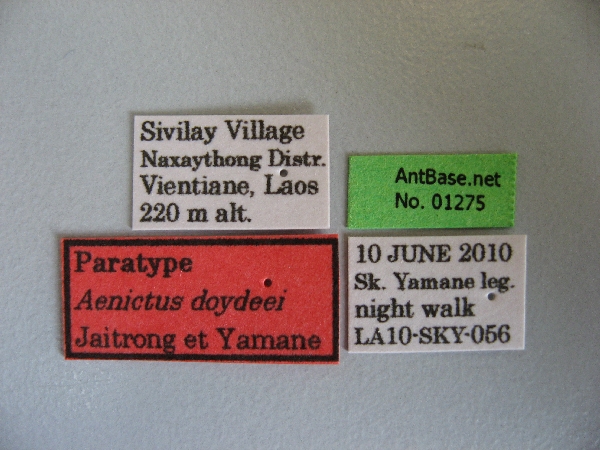 Sivilay Village
Naxaythong Distr.
Vientiane, Laos
220 m alt.
AntBase.net
No. 01275
Paratype
Aenictus doydeei
Jaitrong et Yamane
10 JUNE 2010
Sk. Yamane leg.
night walk
LA10-SKY-056